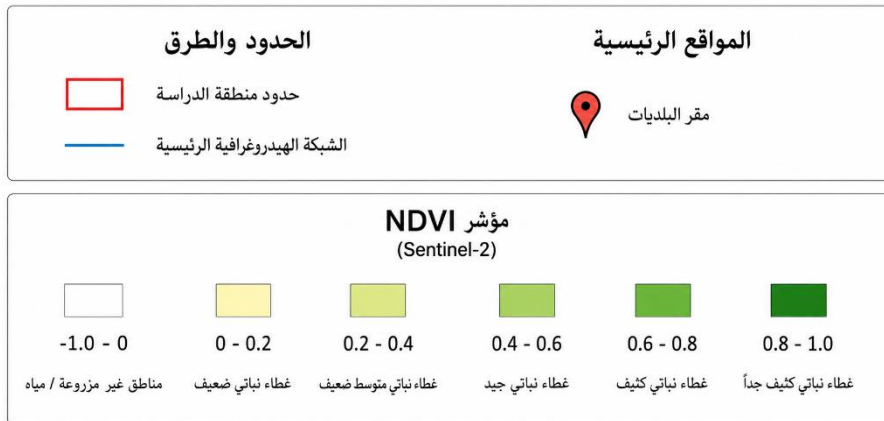 المواقع الرئيسية
مقر البلديات
الحدود والطرق
حدود منطقة الدراسة
الشبكة الهيدروغرافية الرئيسية
مؤشر NDVI
(Sentinel-2)
-1.0 - 0
0 - 0.2
0.2 - 0.4
0.4 - 0.6
0.6 - 0.8
0.8 - 1.0
مناطق غير مزروعة / مياه
غطاء نباتي ضعيف
غطاء نباتي متوسط ضعيف
غطاء نباتي جيد
غطاء نباتي كثيف
غطاء نباتي كثيف جداً